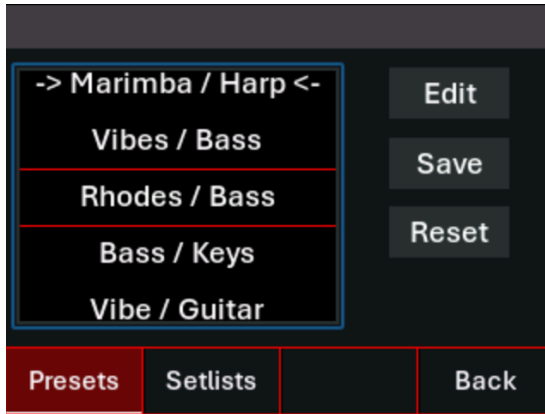 -> Marimba / Harp <-
Vibes / Bass
Rhodes / Bass
Bass / Keys
Vibe / Guitar
Edit
Save
Reset
Presets
Setlists
Back